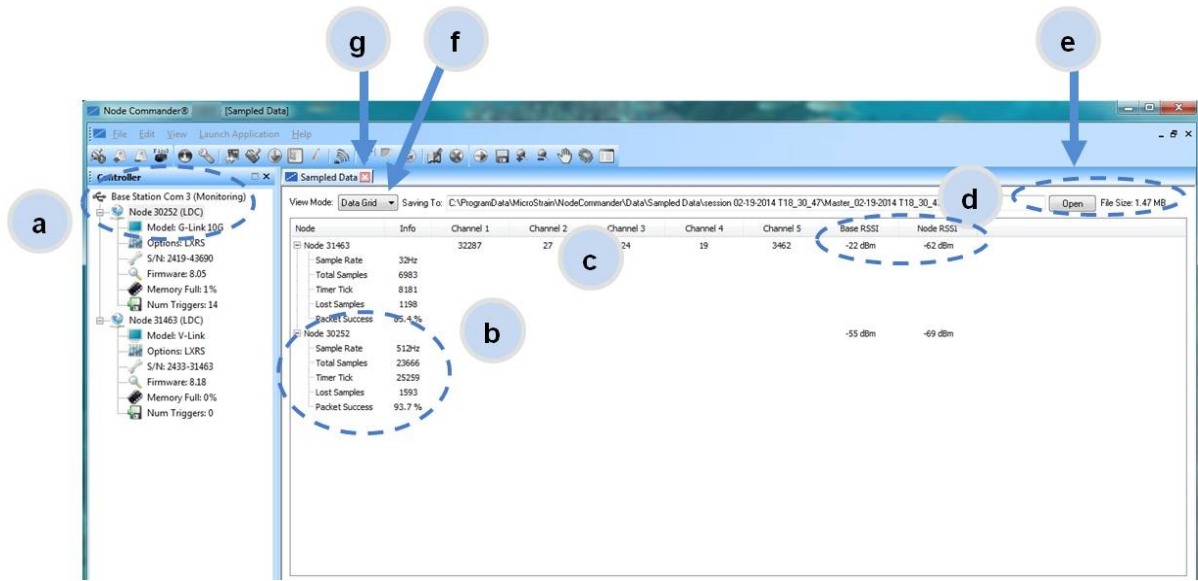 g
f
e
Node Commander® [Sampled Data]
File Edit View Launch Application Help
Controller
Sampled Data
a
Base Station Com 3 (Monitoring)
Node 30252 (LDC)
Model: G-Link 10G
Options: LXRS
S/N: 2419-43690
Firmware: 8.05
Memory Full: 1%
Num Triggers: 14
Node 31463 (LDC)
Model: V-Link
Options: LXRS
S/N: 2433-31463
Firmware: 8.18
Memory Full: 0%
Num Triggers: 0
View Mode: Data Grid Saving To: C:\ProgramData\MicroStrain\NodeCommander\Data\Sampled Data\session 02-19-2014 T18_30_47\Master_02-19-2014 T18_30_4 Open File Size: 1.47 MB
d
Node Info Channel 1 Channel 2 Channel 3 Channel 4 Channel 5 Base RSSI Node RSSI
Node 31463 32287 27 24 19 3462 -22 dBm -62 dBm
c
Sample Rate 32Hz
Total Samples 6983
Timer Tick 8181
Lost Samples 1198
Packet Success 85.4 %
b
Node 30252 -55 dBm -69 dBm
Sample Rate 512Hz
Total Samples 23666
Timer Tick 25259
Lost Samples 1593
Packet Success 93.7 %